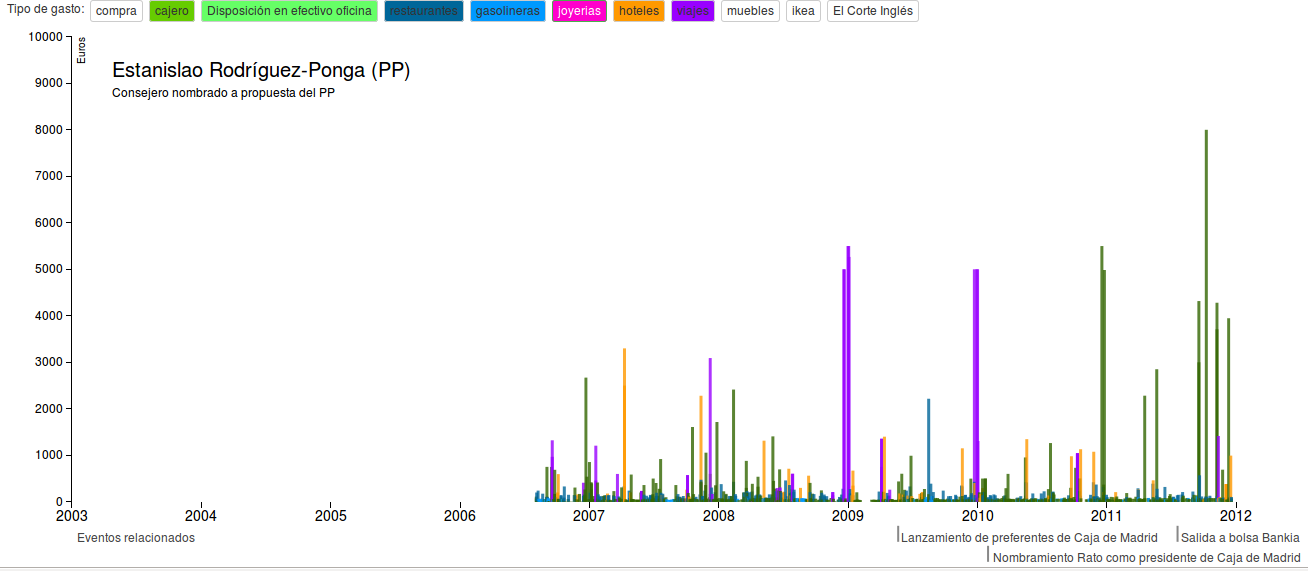 Tipo de gasto: compra cajero Disposición en efectivo oficina restaurantes gasolineras joyerias hoteles viajes muebles ikea El Corte Inglés
10000
Euros
Estanislao Rodríguez-Ponga (PP)
9000
Consejero nombrado a propuesta del PP
8000
7000
6000
5000
4000
3000
2000
1000
0
2003 2004 2005 2006 2007 2008 2009 2010 2011 2012
Eventos relacionados
Lanzamiento de preferentes de Caja de Madrid
Salida a bolsa Bankia
Nombramiento Rato como presidente de Caja de Madrid